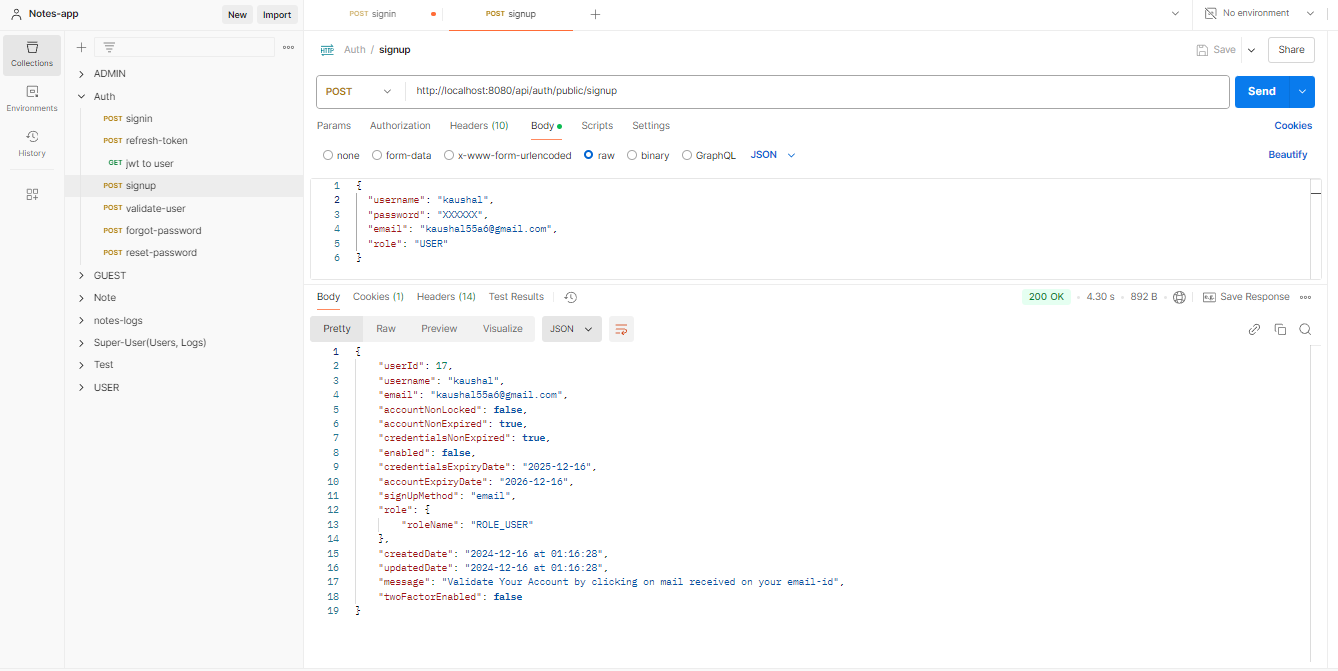 Notes-app New Import
POST signin POST signup No environment
Collections
Environments
History
ADMIN
Auth
POST signin
POST refresh-token
GET jwt to user
POST signup
POST validate-user
POST forgot-password
POST reset-password
GUEST
Note
notes-logs
Super-User(Users, Logs)
Test
USER
HTTP Auth / signup Save Share
POST http://localhost:8080/api/auth/public/signup Send
Params Authorization Headers (10) Body Scripts Settings Cookies
none form-data x-www-form-urlencoded raw binary GraphQL JSON Beautify
1 {
2 "username": "kaushal",
3 "password": "XXXXXX",
4 "email": "kaushal55a6@gmail.com",
5 "role": "USER"
6 }
Body Cookies (1) Headers (14) Test Results 200 OK 4.30 s 892 B e.g. Save Response
Pretty Raw Preview Visualize JSON
1 {
2 "userId": 17,
3 "username": "kaushal",
4 "email": "kaushal55a6@gmail.com",
5 "accountNonLocked": false,
6 "accountNonExpired": true,
7 "credentialsNonExpired": true,
8 "enabled": false,
9 "credentialsExpiryDate": "2025-12-16",
10 "accountExpiryDate": "2026-12-16",
11 "signUpMethod": "email",
12 "role": {
13 "roleName": "ROLE_USER"
14 },
15 "createdDate": "2024-12-16 at 01:16:28",
16 "updatedDate": "2024-12-16 at 01:16:28",
17 "message": "Validate Your Account by clicking on mail received on your email-id",
18 "twoFactorEnabled": false
19 }